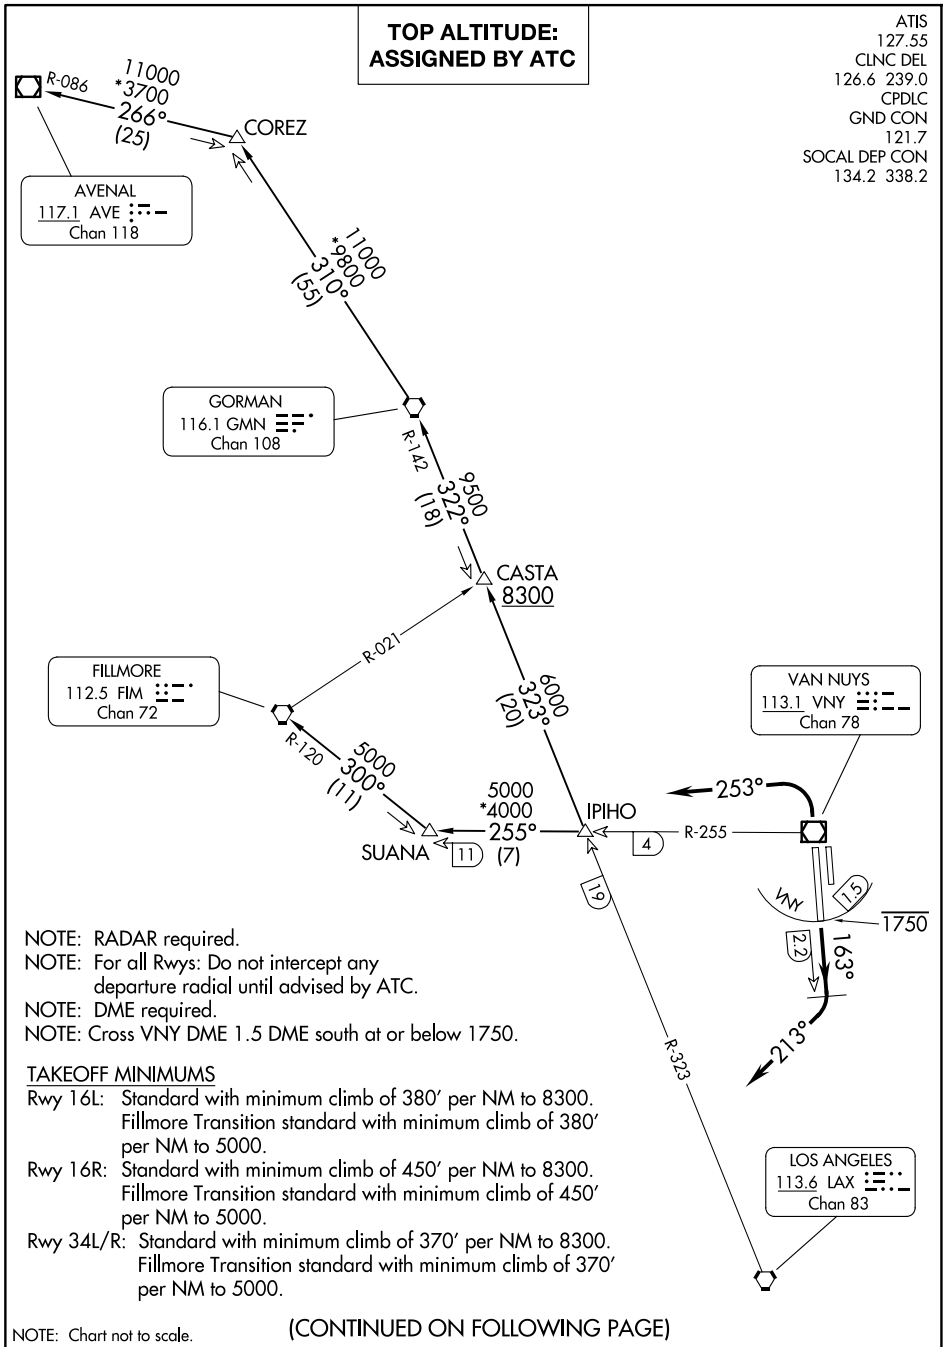 TOP ALTITUDE:
ASSIGNED BY ATC
ATIS
127.55
CLNC DEL
126.6 239.0
CPDLC
GND CON
121.7
SOCAL DEP CON
134.2 338.2
R-086
11000
*3700
266°
(25)
COREZ
AVENAL
117.1 AVE
Chan 118
11000
*9800
310°
(55)
GORMAN
116.1 GMN
Chan 108
R-142
9500
322°
(18)
CASTA
8300
R-021
FILLMORE
112.5 FIM
Chan 72
6000
323°
(20)
VAN NUYS
113.1 VNY
Chan 78
R-120
5000
300°
(11)
253°
5000
*4000
255°
(7)
IPIHO
R-255
4
SUANA
11
19
VNY
1.5
1750
2.2
163°
213°
R-323
NOTE: RADAR required.
NOTE: For all Rwys: Do not intercept any
departure radial until advised by ATC.
NOTE: DME required.
NOTE: Cross VNY DME 1.5 DME south at or below 1750.
TAKEOFF MINIMUMS
Rwy 16L: Standard with minimum climb of 380' per NM to 8300.
Fillmore Transition standard with minimum climb of 380'
per NM to 5000.
Rwy 16R: Standard with minimum climb of 450' per NM to 8300.
Fillmore Transition standard with minimum climb of 450'
per NM to 5000.
Rwy 34L/R: Standard with minimum climb of 370' per NM to 8300.
Fillmore Transition standard with minimum climb of 370'
per NM to 5000.
LOS ANGELES
113.6 LAX
Chan 83
NOTE: Chart not to scale.
(CONTINUED ON FOLLOWING PAGE)